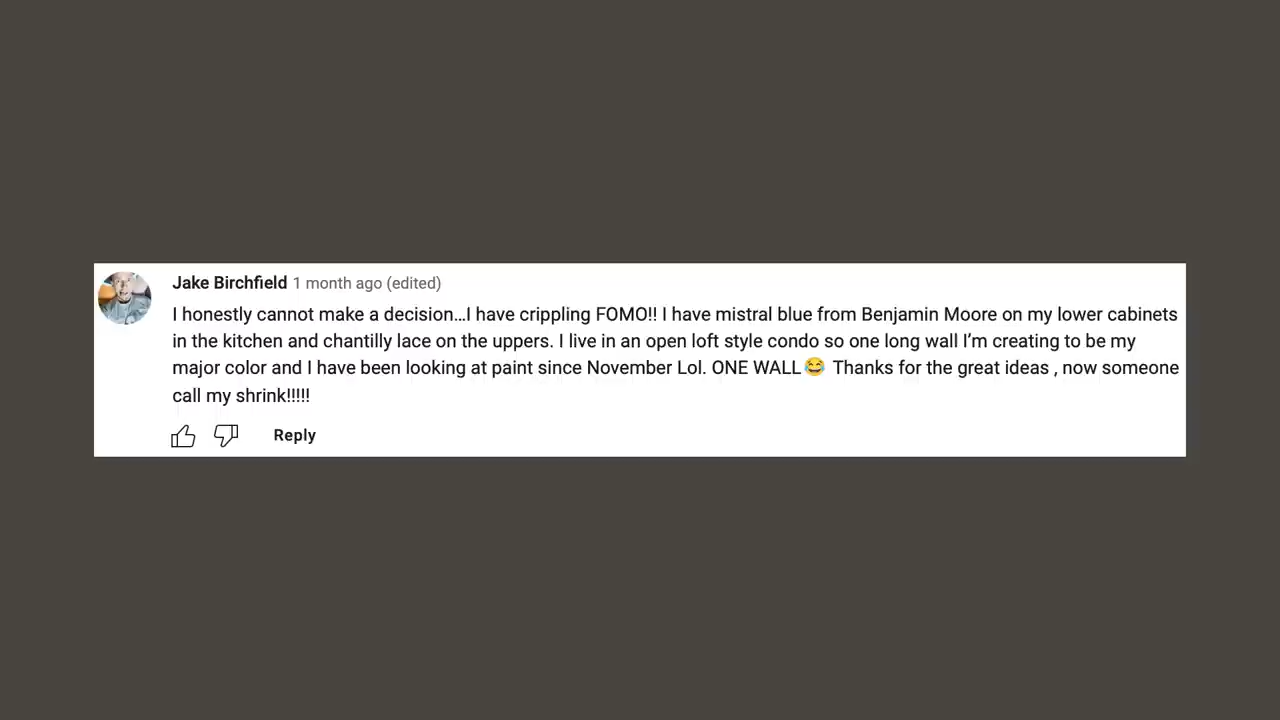 Jake Birchfield 1 month ago (edited)
I honestly cannot make a decision...I have crippling FOMO!! I have mistral blue from Benjamin Moore on my lower cabinets
in the kitchen and chantilly lace on the uppers. I live in an open loft style condo so one long wall I'm creating to be my
major color and I have been looking at paint since November Lol. ONE WALL😂 Thanks for the great ideas , now someone
call my shrink!!!!!
Reply